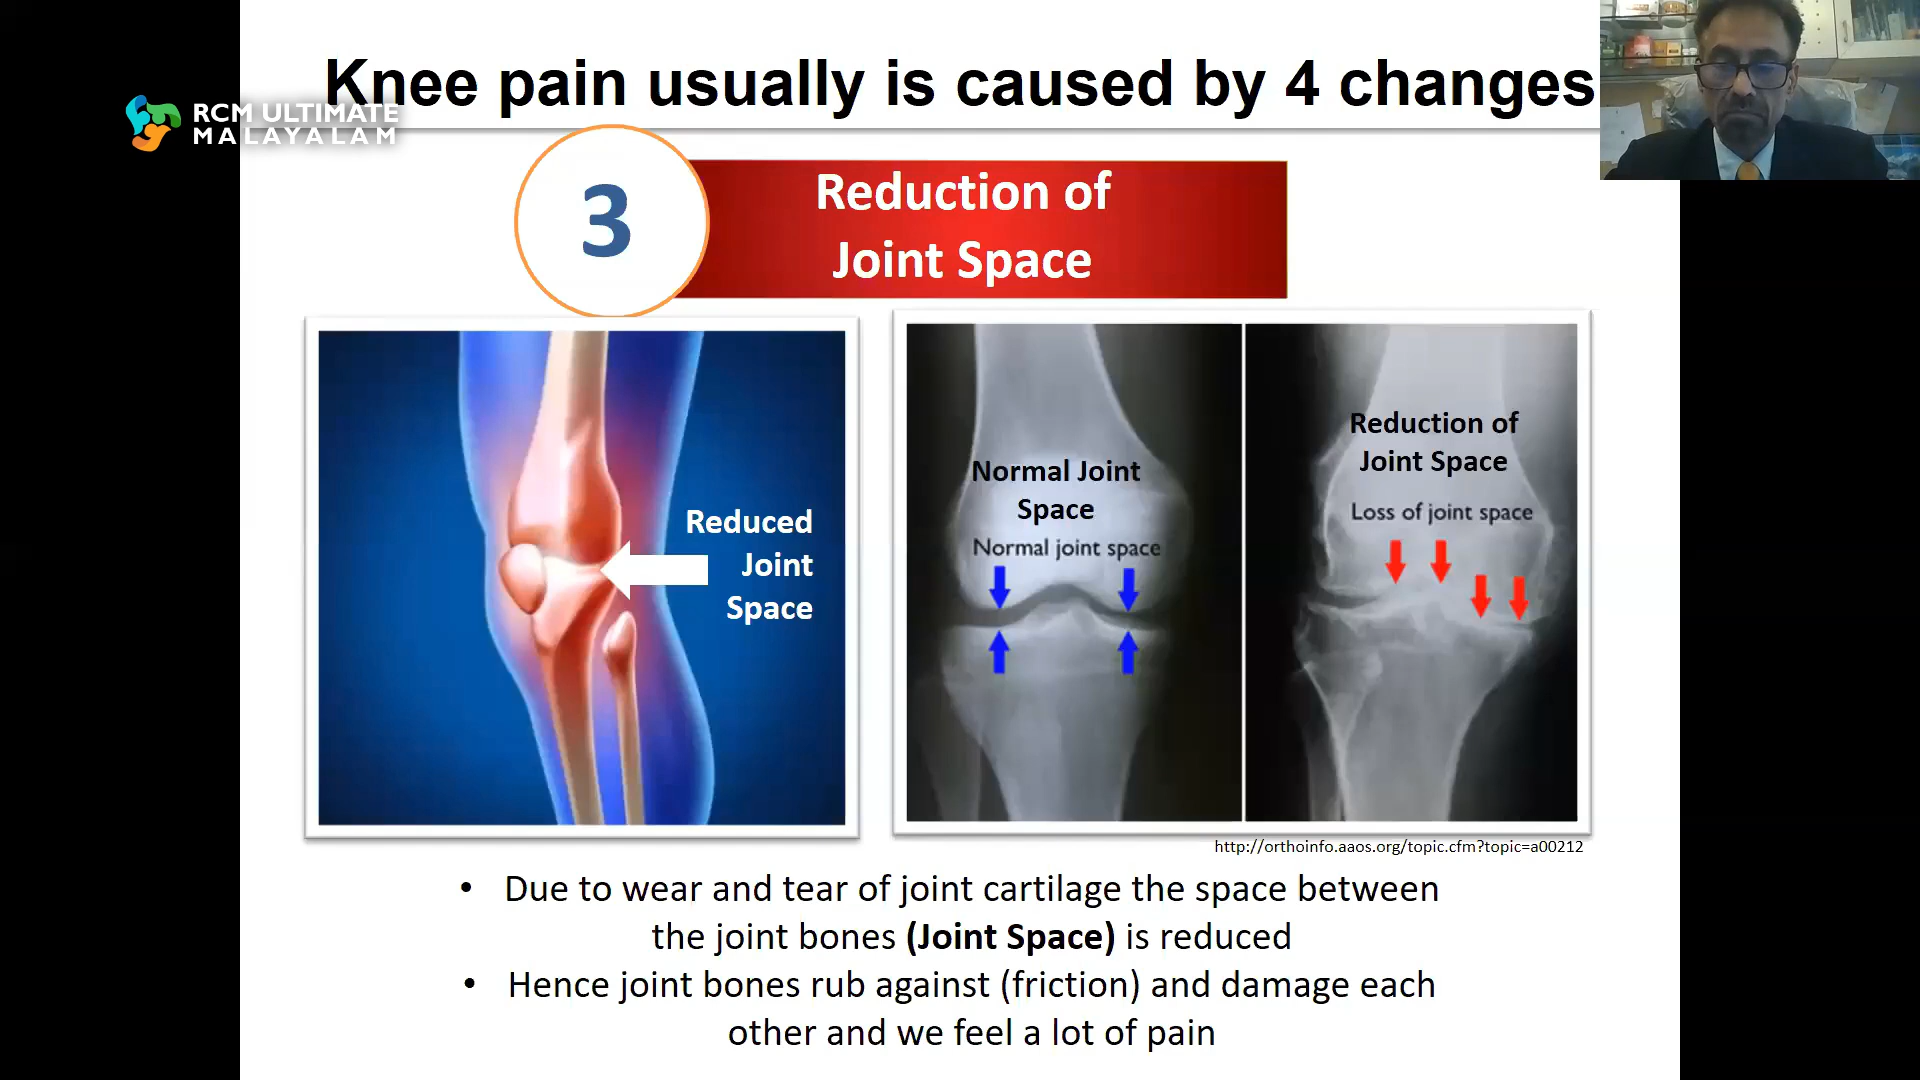 Knee pain usually is caused by 4 changes
RCM ULTIMATE
MALAYALAM
3
Reduction of
Joint Space
Reduced
Joint
Space
Normal Joint
Space
Normal joint space
Reduction of
Joint Space
Loss of joint space
http://orthoinfo.aaos.org/topic.cfm?topic=a00212
• Due to wear and tear of joint cartilage the space between
the joint bones (Joint Space) is reduced
• Hence joint bones rub against (friction) and damage each
other and we feel a lot of pain